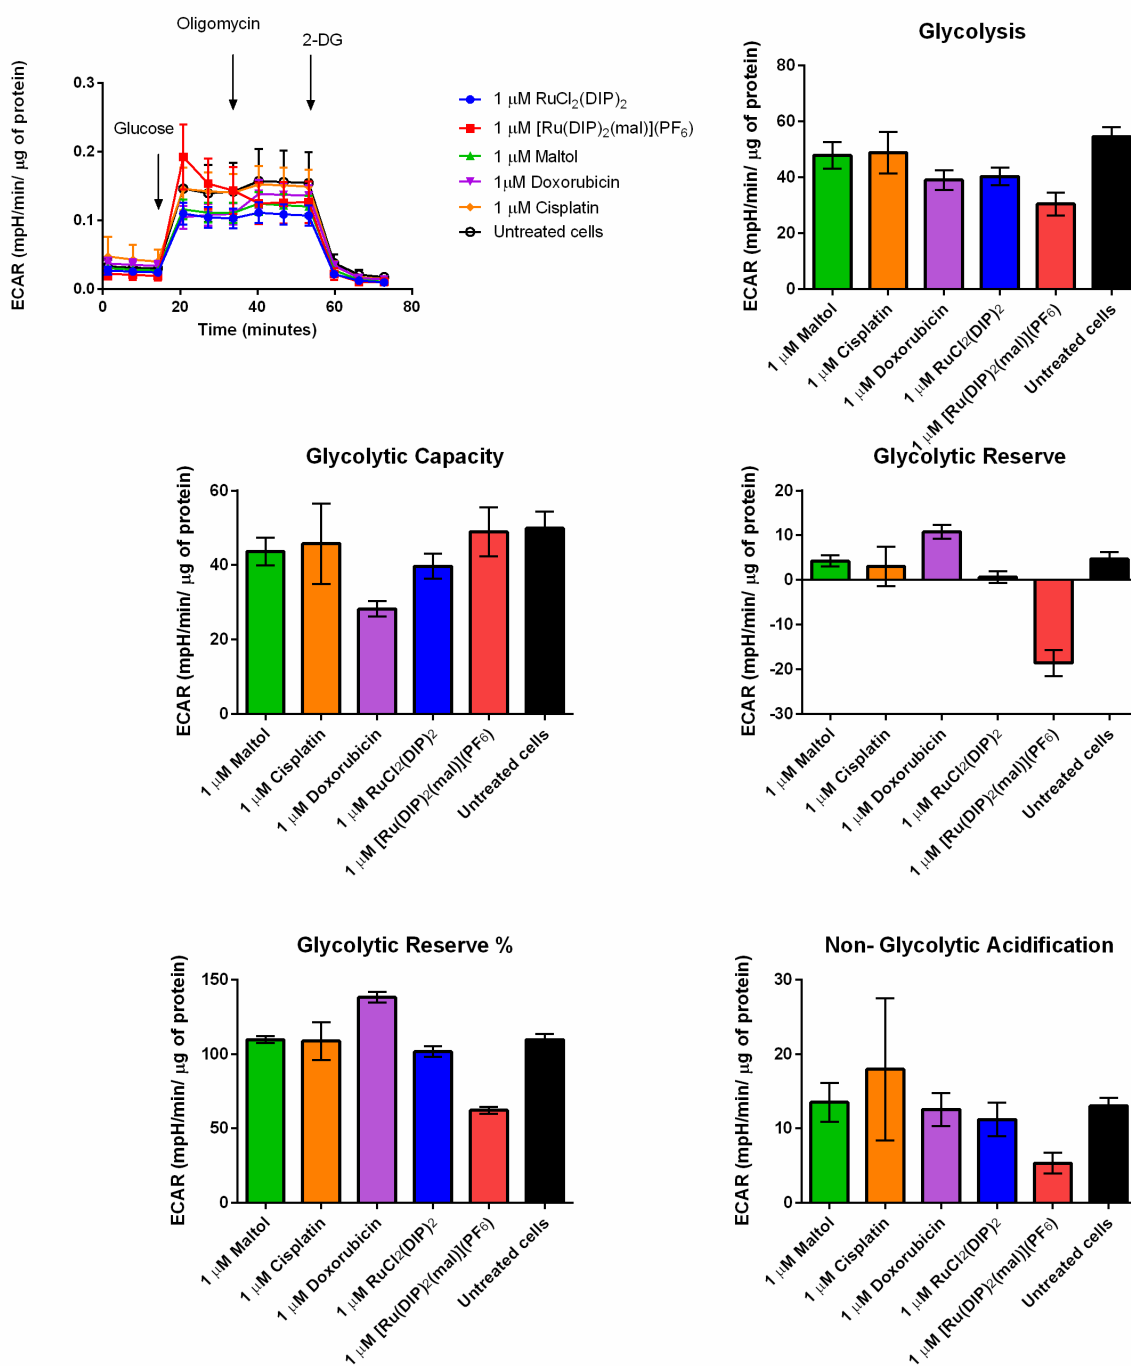 Oligomycin
2-DG
Glucose
ECAR (mpH/min/ μg of protein)
0.3
0.2
0.1
0.0
0 20 40 60 80
Time (minutes)
1 μM RuCl₂(DIP)₂
1 μM [Ru(DIP)₂(mal)](PF₆)
1 μM Maltol
1μM Doxorubicin
1 μM Cisplatin
Untreated cells
Glycolysis
ECAR (mpH/min/ μg of protein)
80
60
40
20
0
1 μM Maltol
1 μM Cisplatin
1 μM Doxorubicin
1 μM RuCl₂(DIP)₂
1 μM [Ru(DIP)₂(mal)](PF₆)
Untreated cells
Glycolytic Capacity
ECAR (mpH/min/ μg of protein)
60
40
20
0
1 μM Maltol
1 μM Cisplatin
1 μM Doxorubicin
1 μM RuCl₂(DIP)₂
1 μM [Ru(DIP)₂(mal)](PF₆)
Untreated cells
Glycolytic Reserve
ECAR (mpH/min/ μg of protein)
20
10
0
-10
-20
-30
1 μM Maltol
1 μM Cisplatin
1 μM Doxorubicin
1 μM RuCl₂(DIP)₂
1 μM [Ru(DIP)₂(mal)](PF₆)
Untreated cells
Glycolytic Reserve %
ECAR (mpH/min/ μg of protein)
150
100
50
0
1 μM Maltol
1 μM Cisplatin
1 μM Doxorubicin
1 μM RuCl₂(DIP)₂
1 μM [Ru(DIP)₂(mal)](PF₆)
Untreated cells
Non- Glycolytic Acidification
ECAR (mpH/min/ μg of protein)
30
20
10
0
1 μM Maltol
1 μM Cisplatin
1 μM Doxorubicin
1 μM RuCl₂(DIP)₂
1 μM [Ru(DIP)₂(mal)](PF₆)
Untreated cells